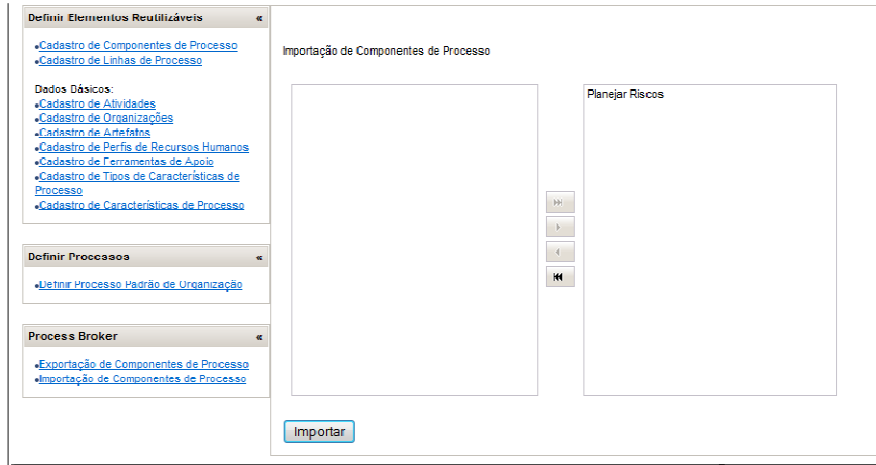 Definir Elementos Reutilizáveis «
•Cadastro de Componentes de Processo
•Cadastro de Linhas de Processo
Dados Básicos:
•Cadastro de Atividades
•Cadastro de Organizações
•Cadastro de Artefatos
•Cadastro de Perfis de Recursos Humanos
•Cadastro de Ferramentas de Apoio
•Cadastro de Tipos de Características de
Processo
•Cadastro de Características de Processo
Definir Processos «
•Definir Processo Padrão de Organização
Process Broker «
•Exportação de Componentes de Processo
•Importação de Componentes de Processo
Importação de Componentes de Processo
Planejar Riscos
Importar